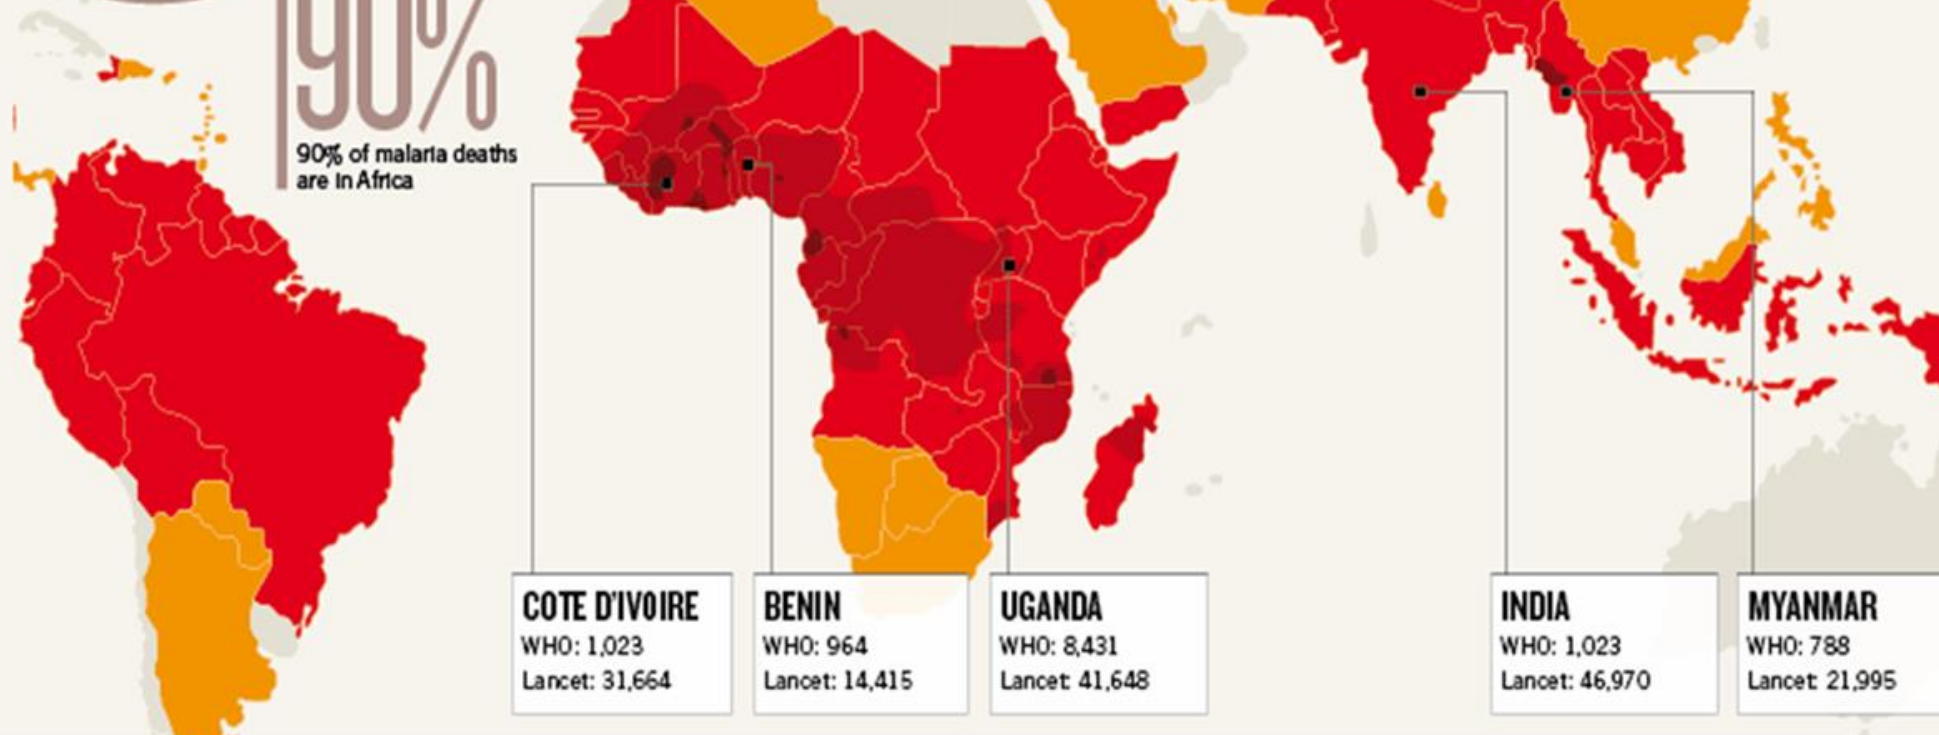 90%
90% of malaria deaths
are in Africa
COTE D'IVOIRE
WHO: 1,023
Lancet: 31,664
BENIN
WHO: 964
Lancet: 14,415
UGANDA
WHO: 8,431
Lancet: 41,648
INDIA
WHO: 1,023
Lancet: 46,970
MYANMAR
WHO: 788
Lancet: 21,995